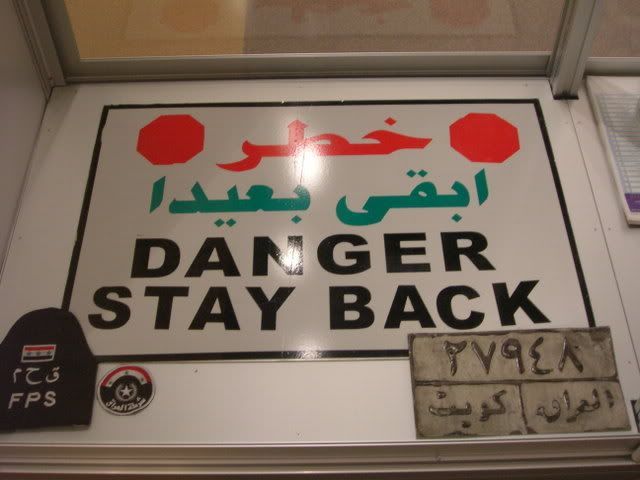 خطر
ابقى بعيدا
DANGER
STAY BACK
ق ح م
FPS
٢٧٩٤٨
العراق كويت